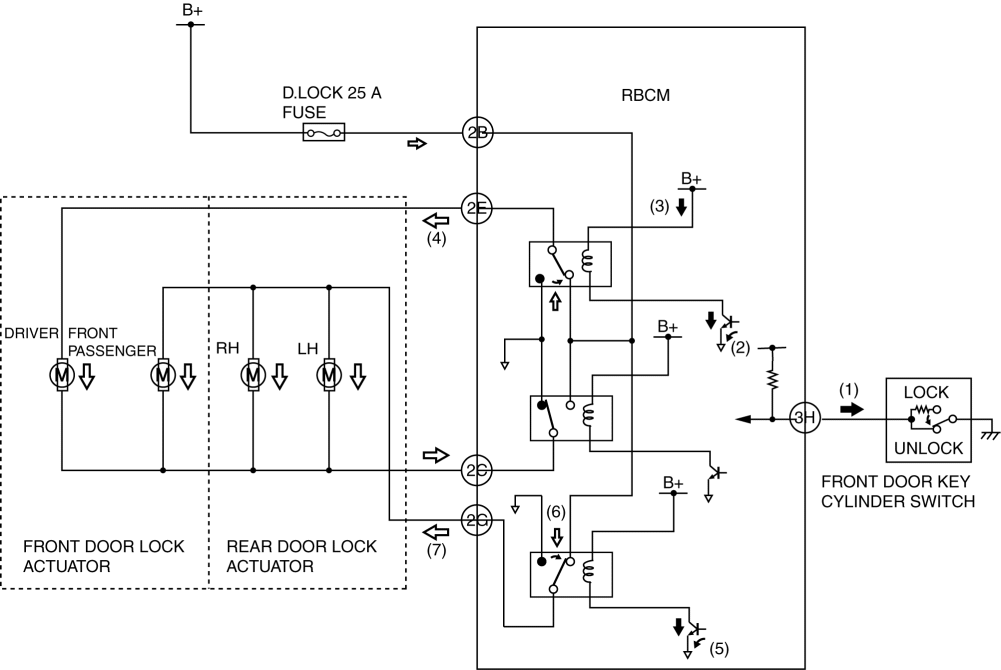 B+
D.LOCK 25 A
FUSE
RBCM
2B
B+
(3)
2E
(4)
DRIVER
FRONT
PASSENGER
RH
LH
M
M
M
M
B+
(2)
(1)
3H
LOCK
UNLOCK
FRONT DOOR KEY
CYLINDER SWITCH
2C
B+
2G
(6)
(7)
FRONT DOOR LOCK
ACTUATOR
REAR DOOR LOCK
ACTUATOR
(5)